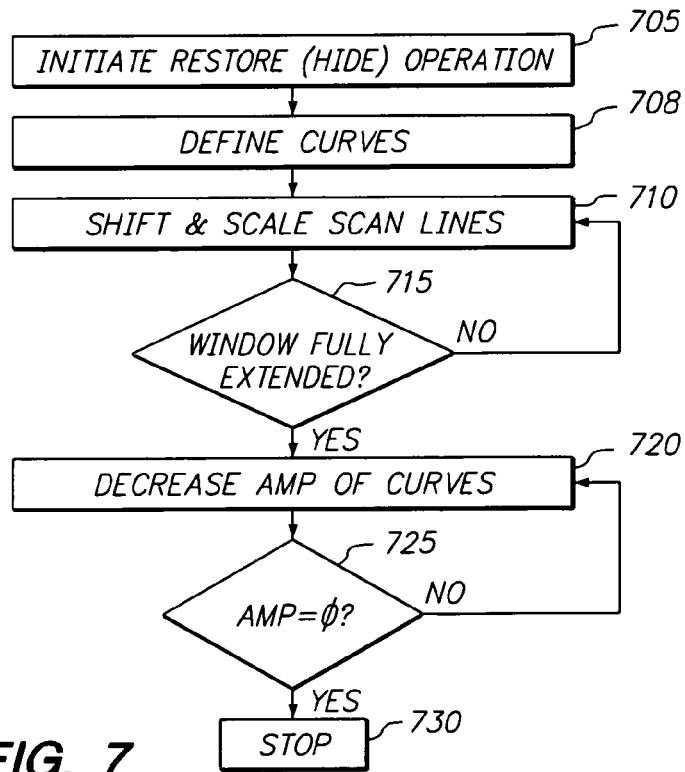 705
INITIATE RESTORE (HIDE) OPERATION
708
DEFINE CURVES
710
SHIFT & SCALE SCAN LINES
715
WINDOW FULLY
EXTENDED?
NO
YES
720
DECREASE AMP OF CURVES
725
AMP=ϕ?
NO
YES
730
STOP
FIG. 7